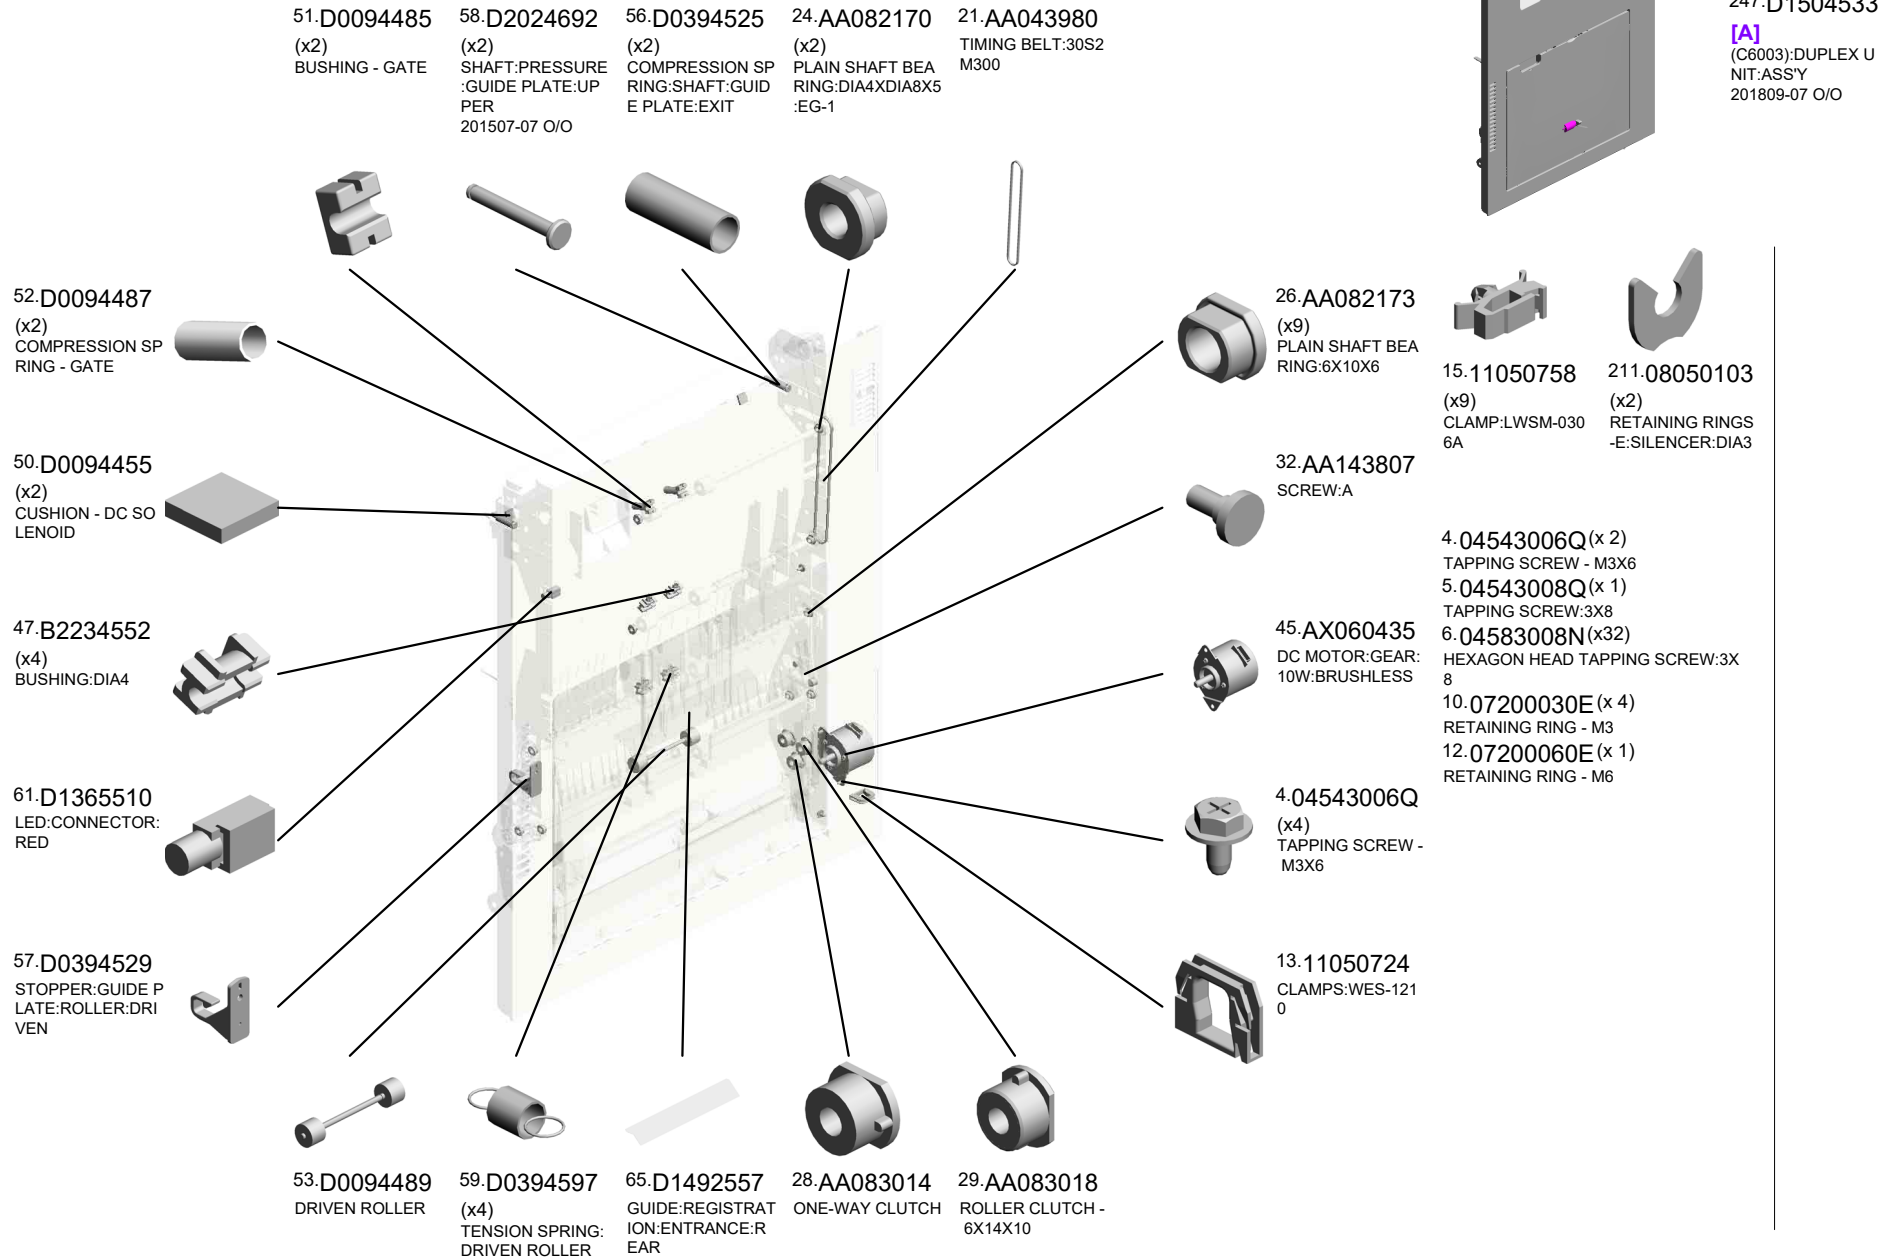 51.D0094485
(x2)
BUSHING - GATE
58.D2024692
(x2)
SHAFT:PRESSURE
:GUIDE PLATE:UP
PER
201507-07 O/O
56.D0394525
(x2)
COMPRESSION SP
RING:SHAFT:GUID
E PLATE:EXIT
24.AA082170
(x2)
PLAIN SHAFT BEA
RING:DIA4XDIA8X5
:EG-1
21.AA043980
TIMING BELT:30S2
M300
247.D1504533
[A]
(C6003):DUPLEX U
NIT:ASS'Y
201809-07 O/O
52.D0094487
(x2)
COMPRESSION SP
RING - GATE
50.D0094455
(x2)
CUSHION - DC SO
LENOID
47.B2234552
(x4)
BUSHING:DIA4
61.D1365510
LED:CONNECTOR:
RED
57.D0394529
STOPPER:GUIDE P
LATE:ROLLER:DRI
VEN
26.AA082173
(x9)
PLAIN SHAFT BEA
RING:6X10X6
32.AA143807
SCREW:A
45.AX060435
DC MOTOR:GEAR:
10W:BRUSHLESS
4.04543006Q
(x4)
TAPPING SCREW -
M3X6
13.11050724
CLAMPS:WES-121
0
15.11050758
(x9)
CLAMP:LWSM-030
6A
211.08050103
(x2)
RETAINING RINGS
-E:SILENCER:DIA3
4.04543006Q(x 2)
TAPPING SCREW - M3X6
5.04543008Q(x 1)
TAPPING SCREW:3X8
6.04583008N(x32)
HEXAGON HEAD TAPPING SCREW:3X
8
10.07200030E(x 4)
RETAINING RING - M3
12.07200060E(x 1)
RETAINING RING - M6
53.D0094489
DRIVEN ROLLER
59.D0394597
(x4)
TENSION SPRING:
DRIVEN ROLLER
65.D1492557
GUIDE:REGISTRAT
ION:ENTRANCE:R
EAR
28.AA083014
ONE-WAY CLUTCH
29.AA083018
ROLLER CLUTCH -
6X14X10